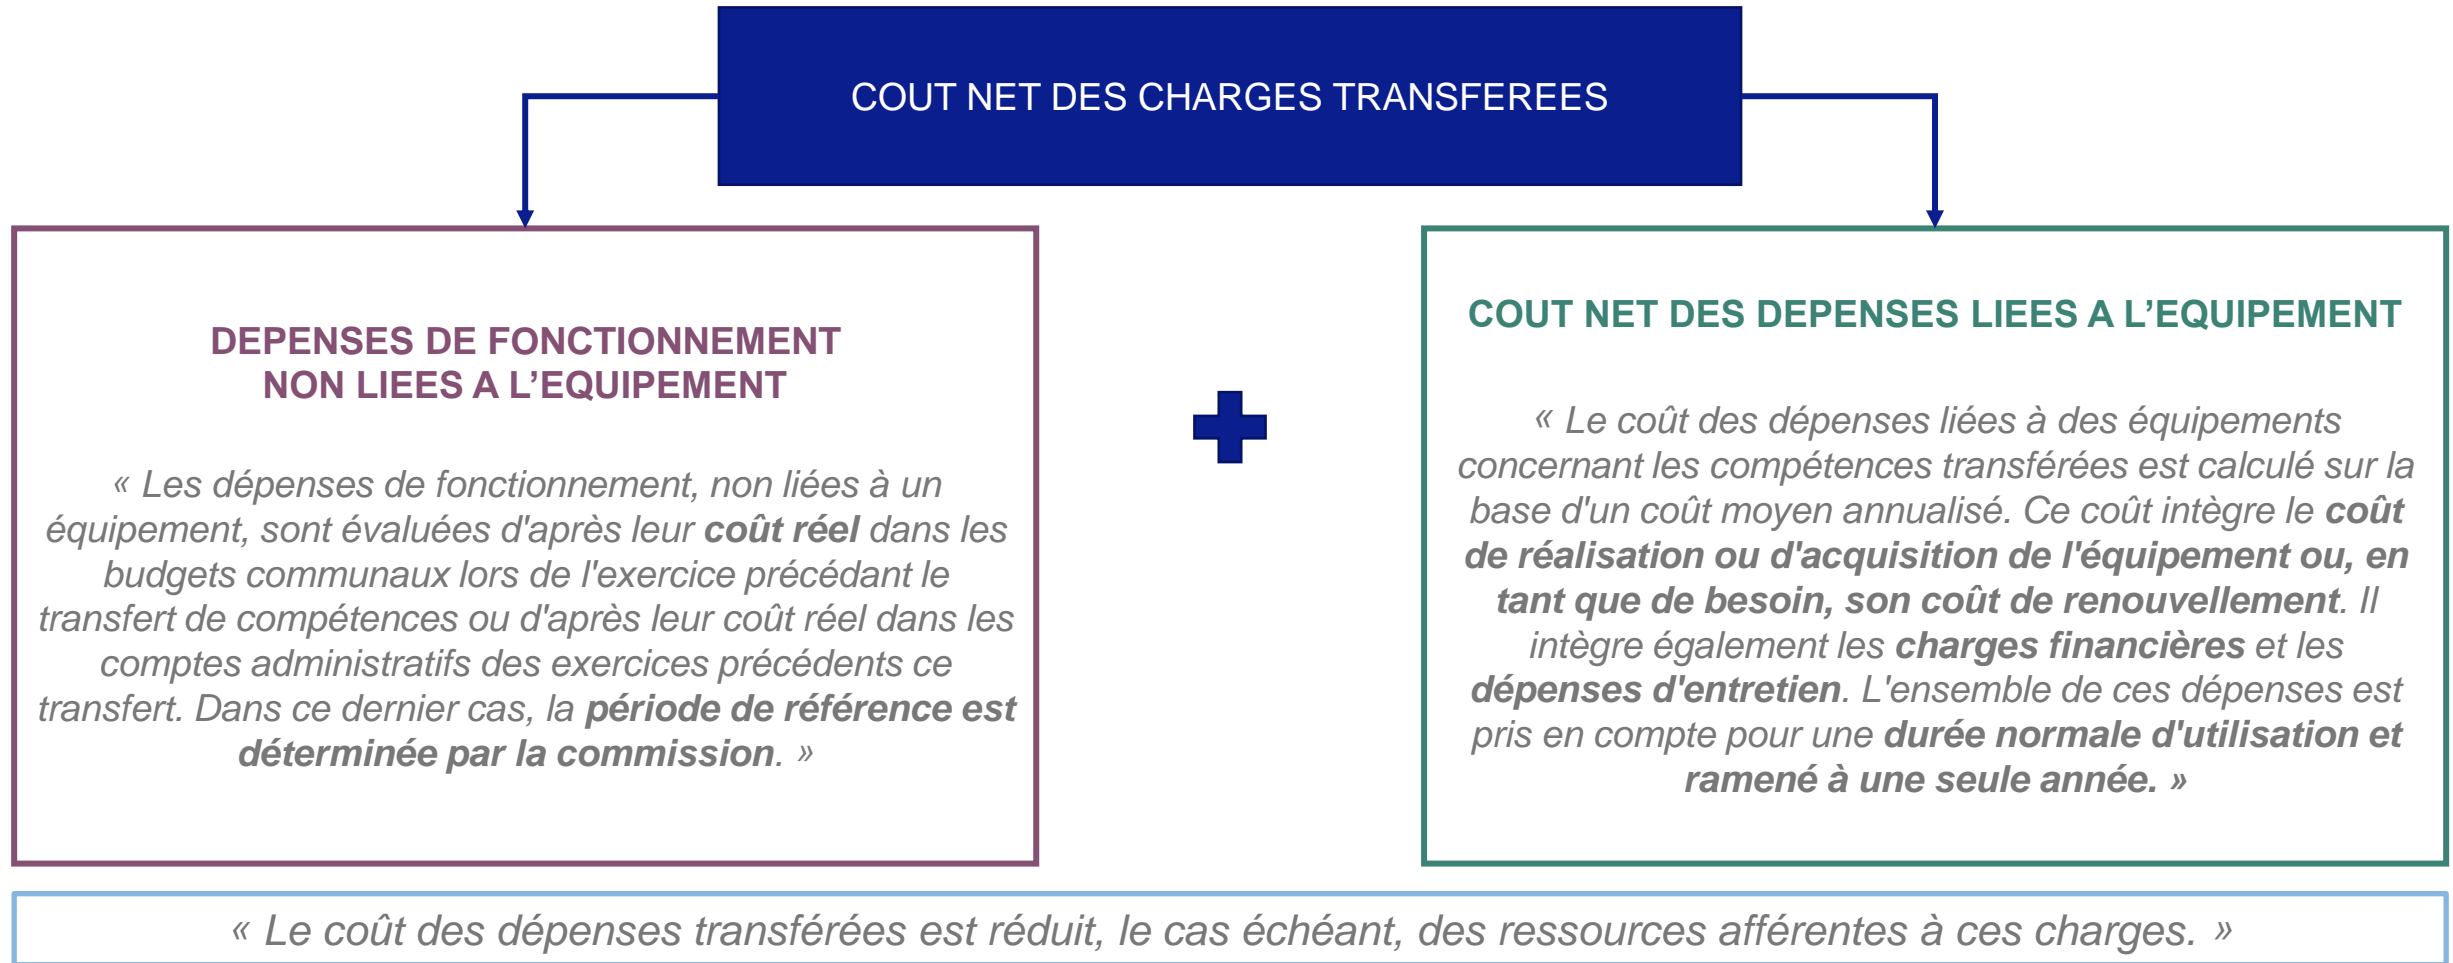 COUT NET DES CHARGES TRANSFEREES
DEPENSES DE FONCTIONNEMENT
NON LIEES A L’EQUIPEMENT
« Les dépenses de fonctionnement, non liées à un
équipement, sont évaluées d'après leur coût réel dans les
budgets communaux lors de l'exercice précédant le
transfert de compétences ou d'après leur coût réel dans les
comptes administratifs des exercices précédents ce
transfert. Dans ce dernier cas, la période de référence est
déterminée par la commission. »
COUT NET DES DEPENSES LIEES A L’EQUIPEMENT
« Le coût des dépenses liées à des équipements
concernant les compétences transférées est calculé sur la
base d'un coût moyen annualisé. Ce coût intègre le coût
de réalisation ou d'acquisition de l'équipement ou, en
tant que de besoin, son coût de renouvellement. Il
intègre également les charges financières et les
dépenses d'entretien. L'ensemble de ces dépenses est
pris en compte pour une durée normale d'utilisation et
ramené à une seule année. »
« Le coût des dépenses transférées est réduit, le cas échéant, des ressources afférentes à ces charges. »